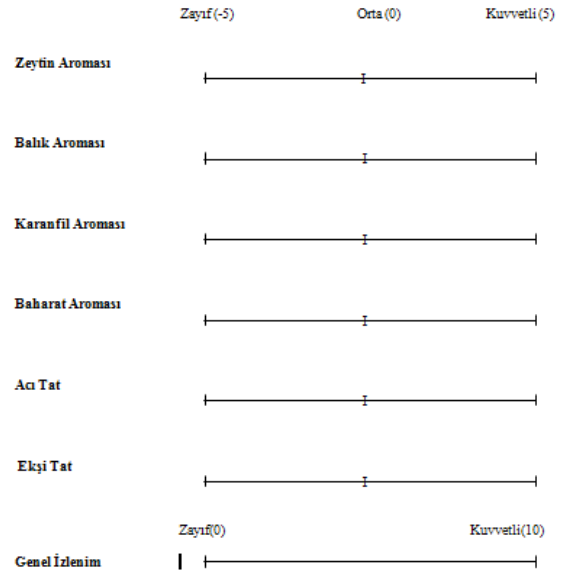 Zayıf(-5) Orta (0) Kuvvetli (5)
Zeytin Aroması
Balık Aroması
Karanfil Aroması
Baharat Aroması
Acı Tat
Ekşi Tat
Zayıf(0) Kuvvetli(10)
Genel İzlenim